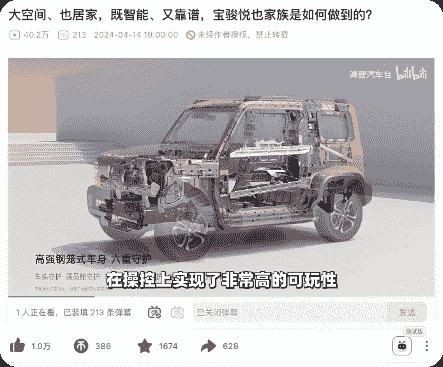 大空间、也居家，既智能、又靠谱，宝骏悦也家族是如何做到的？
40.2万 213 2024-04-14 19:00:00 未经作者授权，禁止转载
bilibili
高强钢笼式车身 六重守护
在操控上实现了非常高的可玩性
1 人正在看，已装填 213 条弹幕 已关闭弹幕 发送
1.0万 386 1674 628
测试版